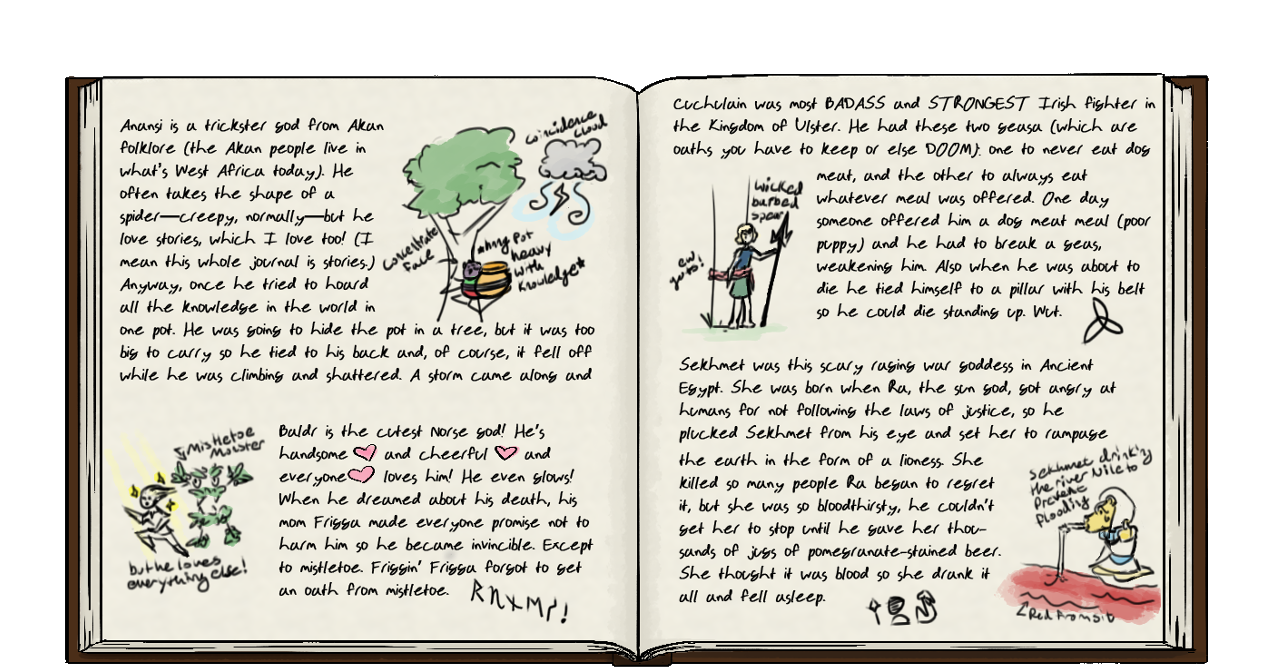 Anansi is a trickster god from Akan
folklore (the Akan people live in
what's West Africa today). He
often takes the shape of a
spider—creepy, normally—but he
love stories, which I love too! (I
mean this whole journal is stories.)
Anyway, once he tried to hoard
all the knowledge in the world in
one pot. He was going to hide the pot in a tree, but it was too
big to carry so he tied to his back and, of course, it fell off
while he was climbing and shattered. A storm came along and
Coincidence
Cloud
Concentrate
Face
*thny Pot
heavy
with
Knowledge*
Mistletoe
Monster
but he loves
everything else!
Baldr is the cutest Norse god! He's
handsome and cheerful and
everyone loves him! He even glows!
When he dreamed about his death, his
mom Frigga made everyone promise not to
harm him so he became invincible. Except
to mistletoe. Friggin' Frigga forgot to get
an oath from mistletoe.
Cuchulain was most BADASS and STRONGEST Irish fighter in
the Kingdom of Ulster. He had these two geasa (which are
oaths you have to keep or else DOOM): one to never eat dog
meat, and the other to always eat
whatever meal was offered. One day
someone offered him a dog meat meal (poor
puppy) and he had to break a geas,
weakening him. Also when he was about to
die he tied himself to a pillar with his belt
so he could die standing up. Wut.
wicked
barbed
spear
ew
guts!
Sekhmet was this scary raging war goddess in Ancient
Egypt. She was born when Ra, the sun god, got angry at
humans for not following the laws of justice, so he
plucked Sekhmet from his eye and set her to rampage
the earth in the form of a lioness. She
killed so many people Ra began to regret
it, but she was so bloodthirsty, he couldn't
get her to stop until he gave her thou-
sands of jugs of pomegranate-stained beer.
She thought it was blood so she drank it
all and fell asleep.
Sekhmet drink'g
the river Nile to
Prevent
flooding
Red from silt